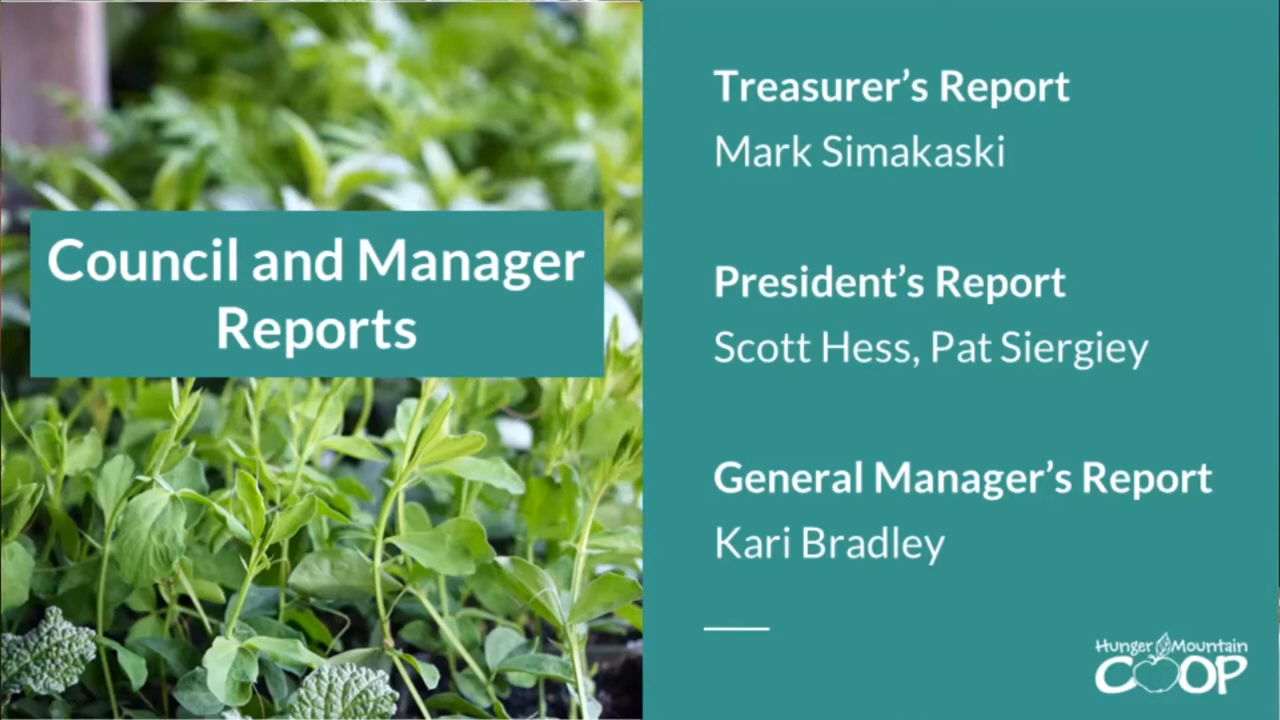 Council and Manager
Reports
Treasurer’s Report
Mark Simakaski
President’s Report
Scott Hess, Pat Siergiey
General Manager’s Report
Kari Bradley
Hunger Mountain
COOP